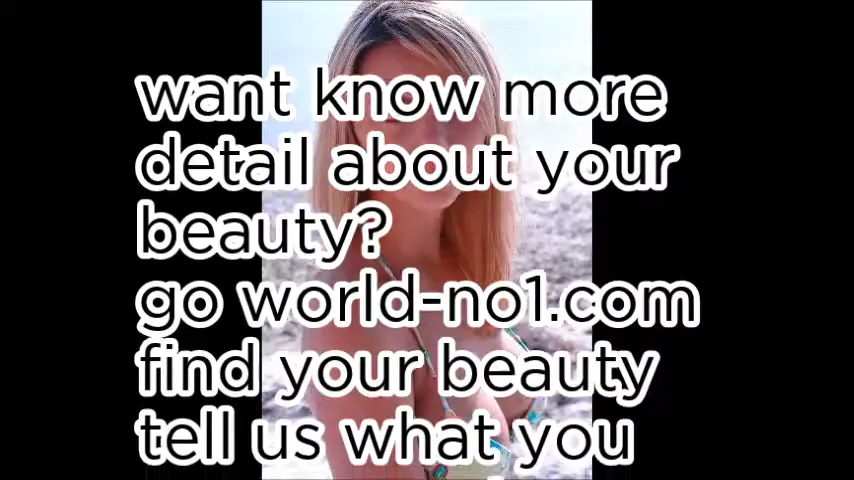 want know more
detail about your
beauty?
go world-no1.com
find your beauty
tell us what you